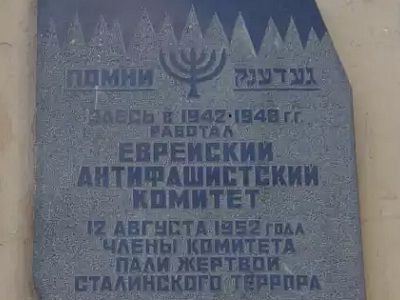 ПОМНИ געדענק
ЗДЕСЬ В 1942-1948 Г.Г.
РАБОТАЛ
ЕВРЕЙСКИЙ
АНТИФАШИСТСКИЙ
КОМИТЕТ
12 АВГУСТА 1952 ГОДА
ЧЛЕНЫ КОМИТЕТА
ПАЛИ ЖЕРТВОЙ
СТАЛИНСКОГО ТЕРРОРА